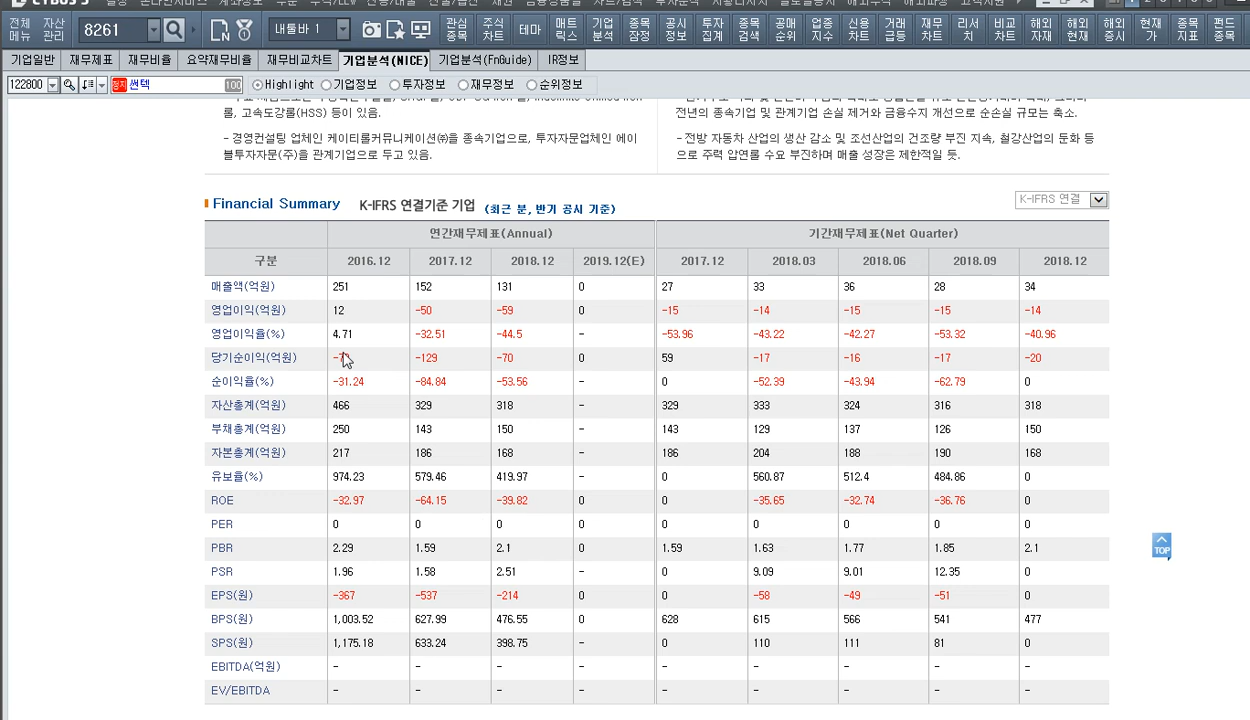 CYBOS 5
전체 메뉴 자산 관리 8261 내툴바 1 관심 종목 주식 차트 테마 매트 릭스 기업 분석 종목 잠정 공시 정보 투자 집계 종목 검색 공매 순위 업종 지수 신용 차트 거래 급등 재무 차트 리서 치 비교 차트 해외 자재 해외 현재 해외 증시 현재 가 종목 지표 펀드 종목
기업일반 재무제표 재무비율 요약재무비율 재무비교차트 기업분석(NICE) 기업분석(FnGuide) IR정보
122800 정지 썬텍 100 Highlight 기업정보 투자정보 재무정보 순위정보
롤, 고속도강롤(HSS) 등이 있음.
- 경영컨설팅 업체인 케이티롤커뮤니케이션㈜을 종속기업으로, 투자자문업체인 에이
블투자자문(주)을 관계기업으로 두고 있음.
전년의 종속기업 및 관계기업 손실 제거와 금융수지 개선으로 순손실 규모는 축소.
- 전방 자동차 산업의 생산 감소 및 조선산업의 건조량 부진 지속, 철강산업의 둔화 등
으로 주력 압연롤 수요 부진하며 매출 성장은 제한적일 듯.
Financial Summary K-IFRS 연결기준 기업 (최근 분, 반기 공시 기준) K-IFRS 연결
연간재무제표(Annual) 기간재무제표(Net Quarter)
구분 2016.12 2017.12 2018.12 2019.12(E) 2017.12 2018.03 2018.06 2018.09 2018.12
매출액(억원) 251 152 131 0 27 33 36 28 34
영업이익(억원) 12 -50 -59 0 -15 -14 -15 -15 -14
영업이익율(%) 4.71 -32.51 -44.5 - -53.96 -43.22 -42.27 -53.32 -40.96
당기순이익(억원) -129 -70 0 59 -17 -16 -17 -20
순이익율(%) -31.24 -84.84 -53.56 - 0 -52.39 -43.94 -62.79 0
자산총계(억원) 466 329 318 - 329 333 324 316 318
부채총계(억원) 250 143 150 - 143 129 137 126 150
자본총계(억원) 217 186 168 - 186 204 188 190 168
유보율(%) 974.23 579.46 419.97 - 0 560.87 512.4 484.86 0
ROE -32.97 -64.15 -39.82 0 0 -35.65 -32.74 -36.76 0
PER 0 0 0 0 0 0 0 0 0
PBR 2.29 1.59 2.1 0 1.59 1.63 1.77 1.85 2.1
PSR 1.96 1.58 2.51 - 0 9.09 9.01 12.35 0
EPS(원) -367 -537 -214 0 0 -58 -49 -51 0
BPS(원) 1,003.52 627.99 476.55 0 628 615 566 541 477
SPS(원) 1,175.18 633.24 398.75 0 0 110 111 81 0
EBITDA(억원) - - - - - - - - -
EV/EBITDA - - - - - - - - -
TOP